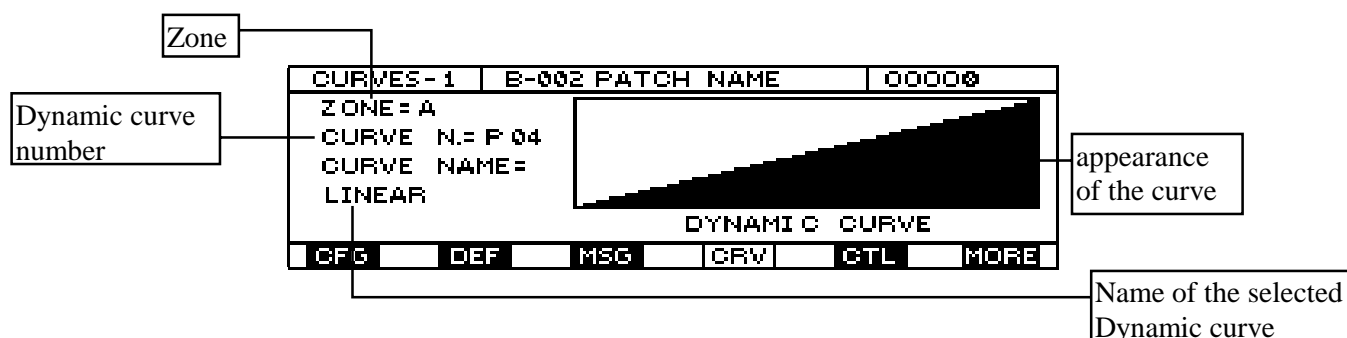 Zone
CURVES-1 B-002 PATCH NAME 00000
ZONE= A
Dynamic curve
number
CURVE N.= P 04
CURVE NAME=
LINEAR
appearance
of the curve
DYNAMIC CURVE
CFG DEF MSG CRV CTL MORE
Name of the selected
Dynamic curve